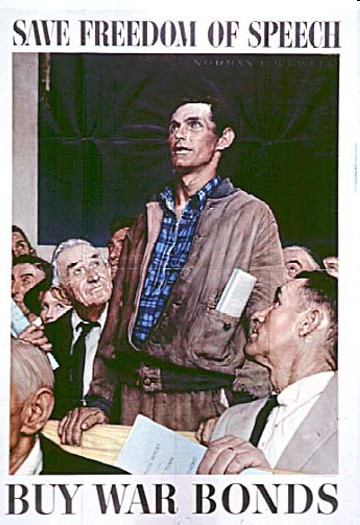 SAVE FREEDOM OF SPEECH
NORMAN ROCKWELL
BUY WAR BONDS